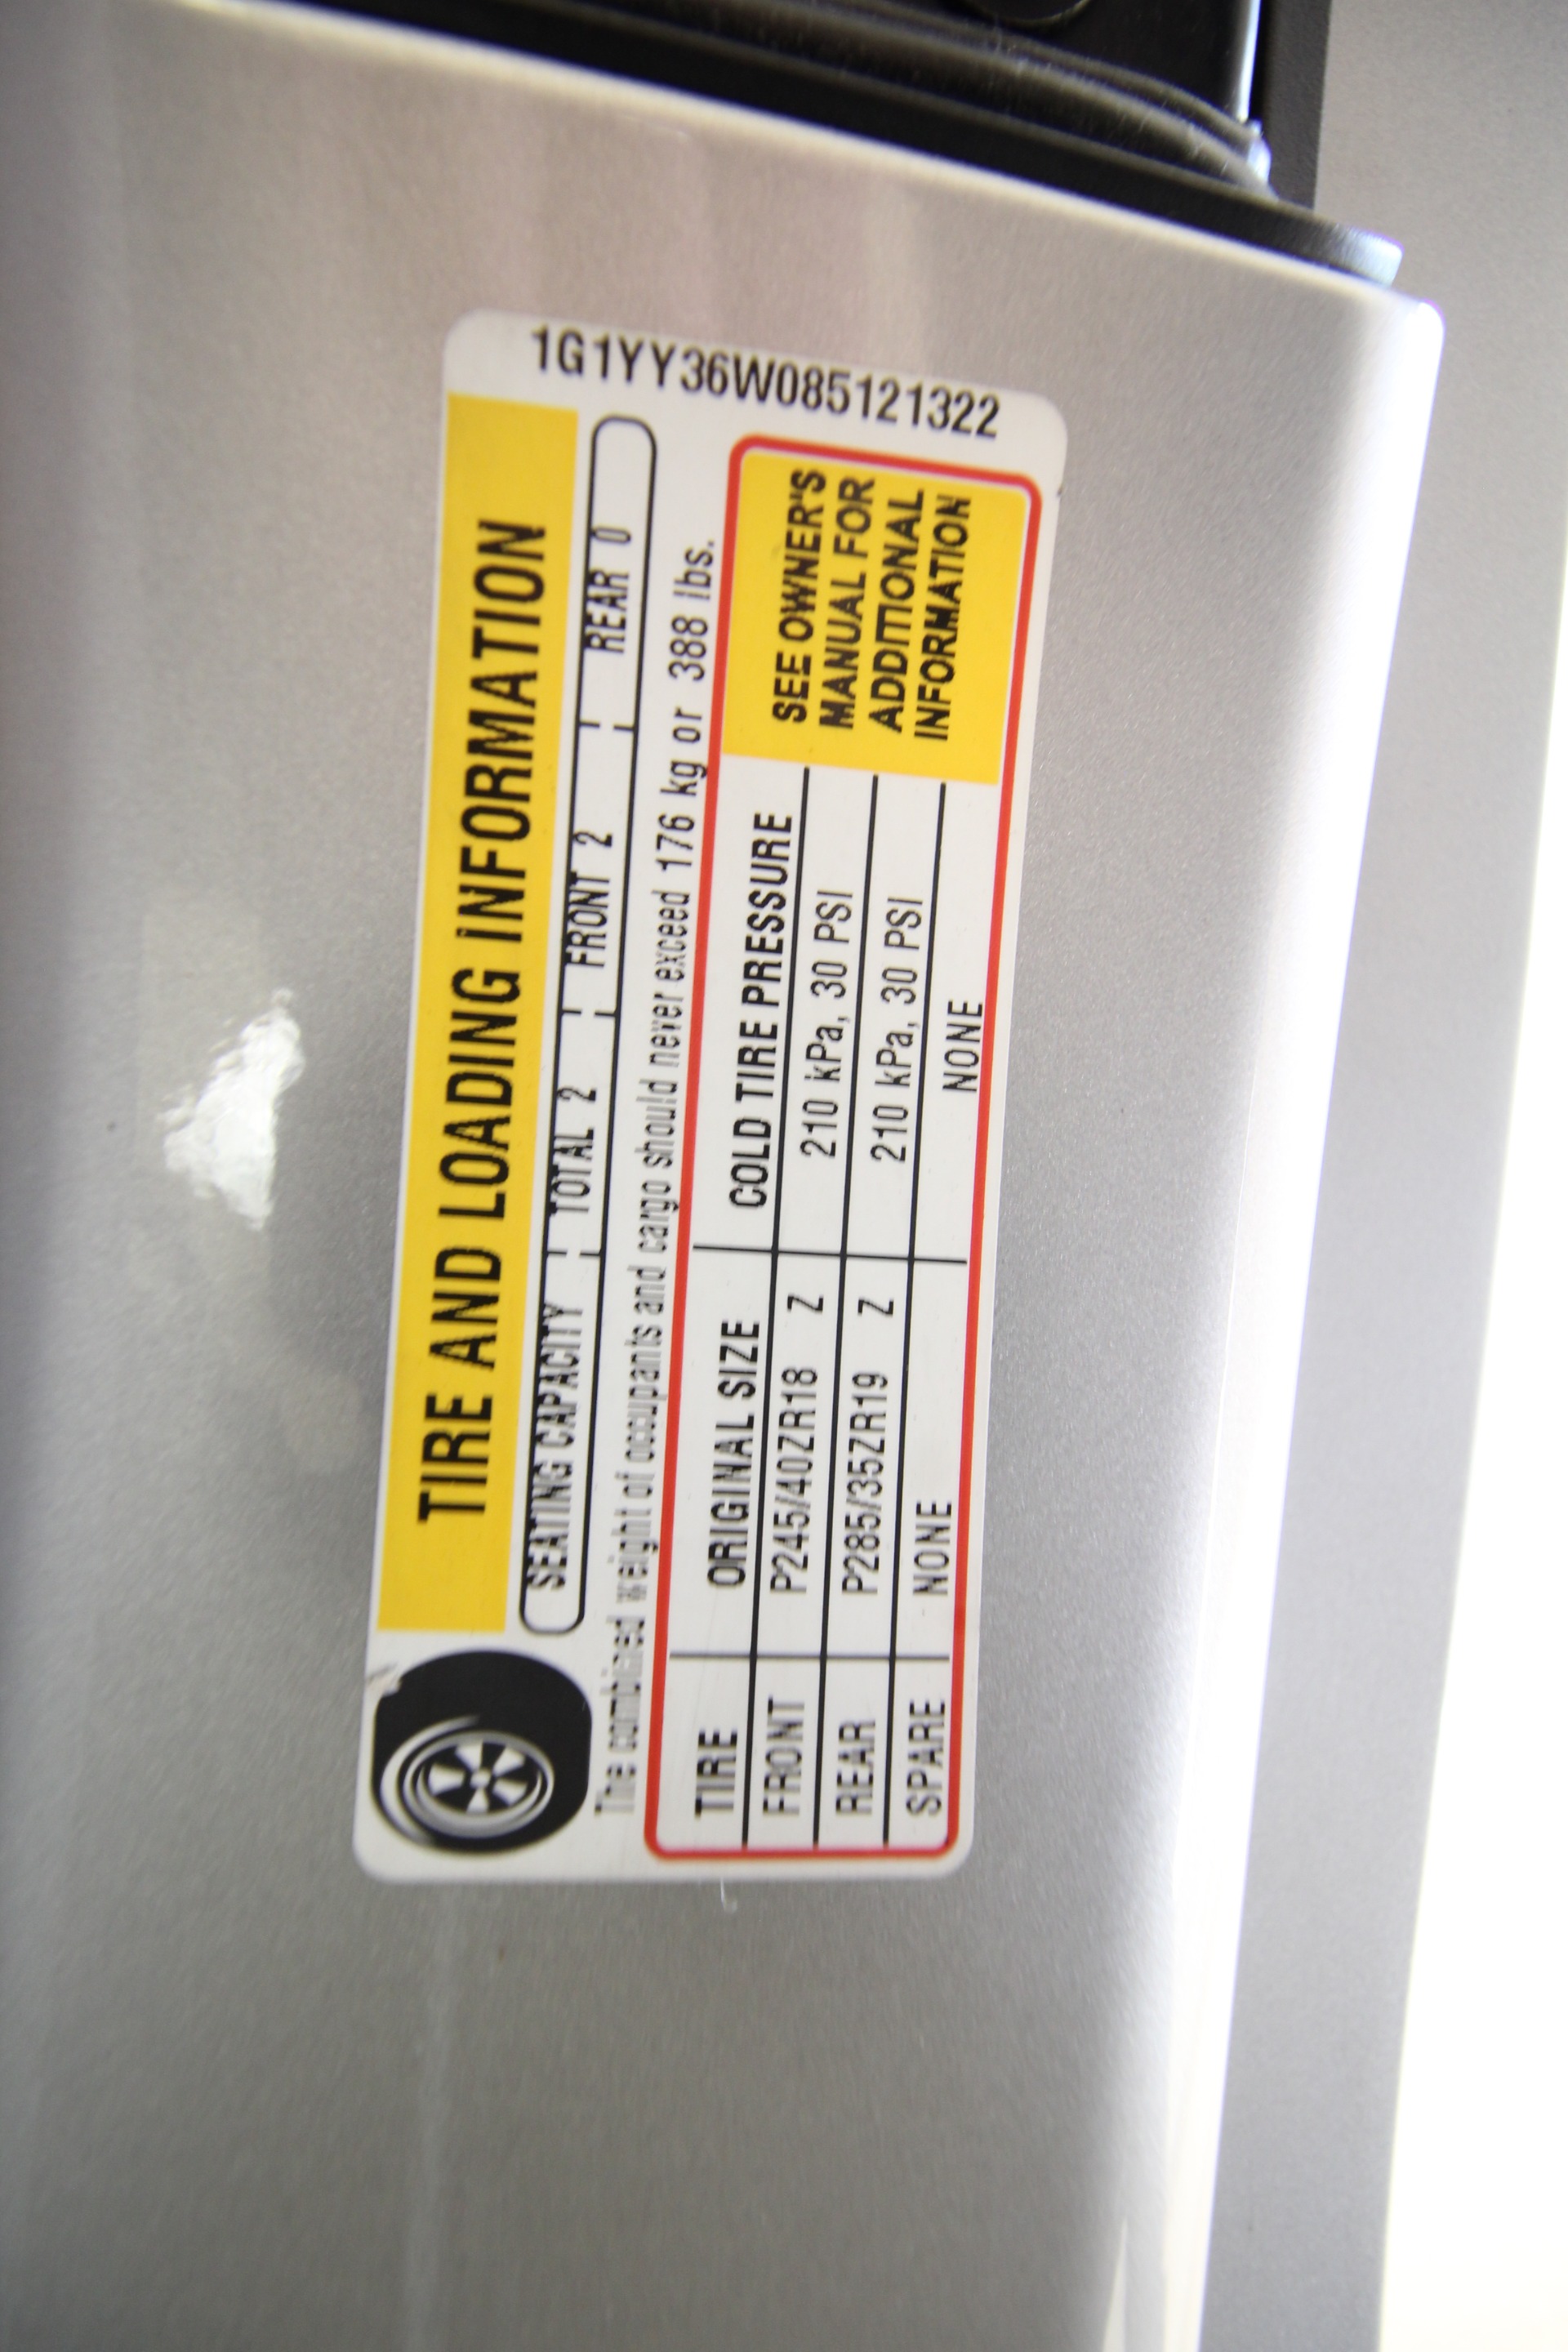 TIRE AND LOADING INFORMATION
SEATING CAPACITY TOTAL 2 FRONT 2 REAR 0
The combined weight of occupants and cargo should never exceed 176 kg or 388 lbs.
TIRE ORIGINAL SIZE COLD TIRE PRESSURE
FRONT P245/40ZR18 Z 210 kPa, 30 PSI
REAR P285/35ZR19 Z 210 kPa, 30 PSI
SPARE NONE NONE
SEE OWNER'S
MANUAL FOR
ADDITIONAL
INFORMATION
1G1YY36W085121322